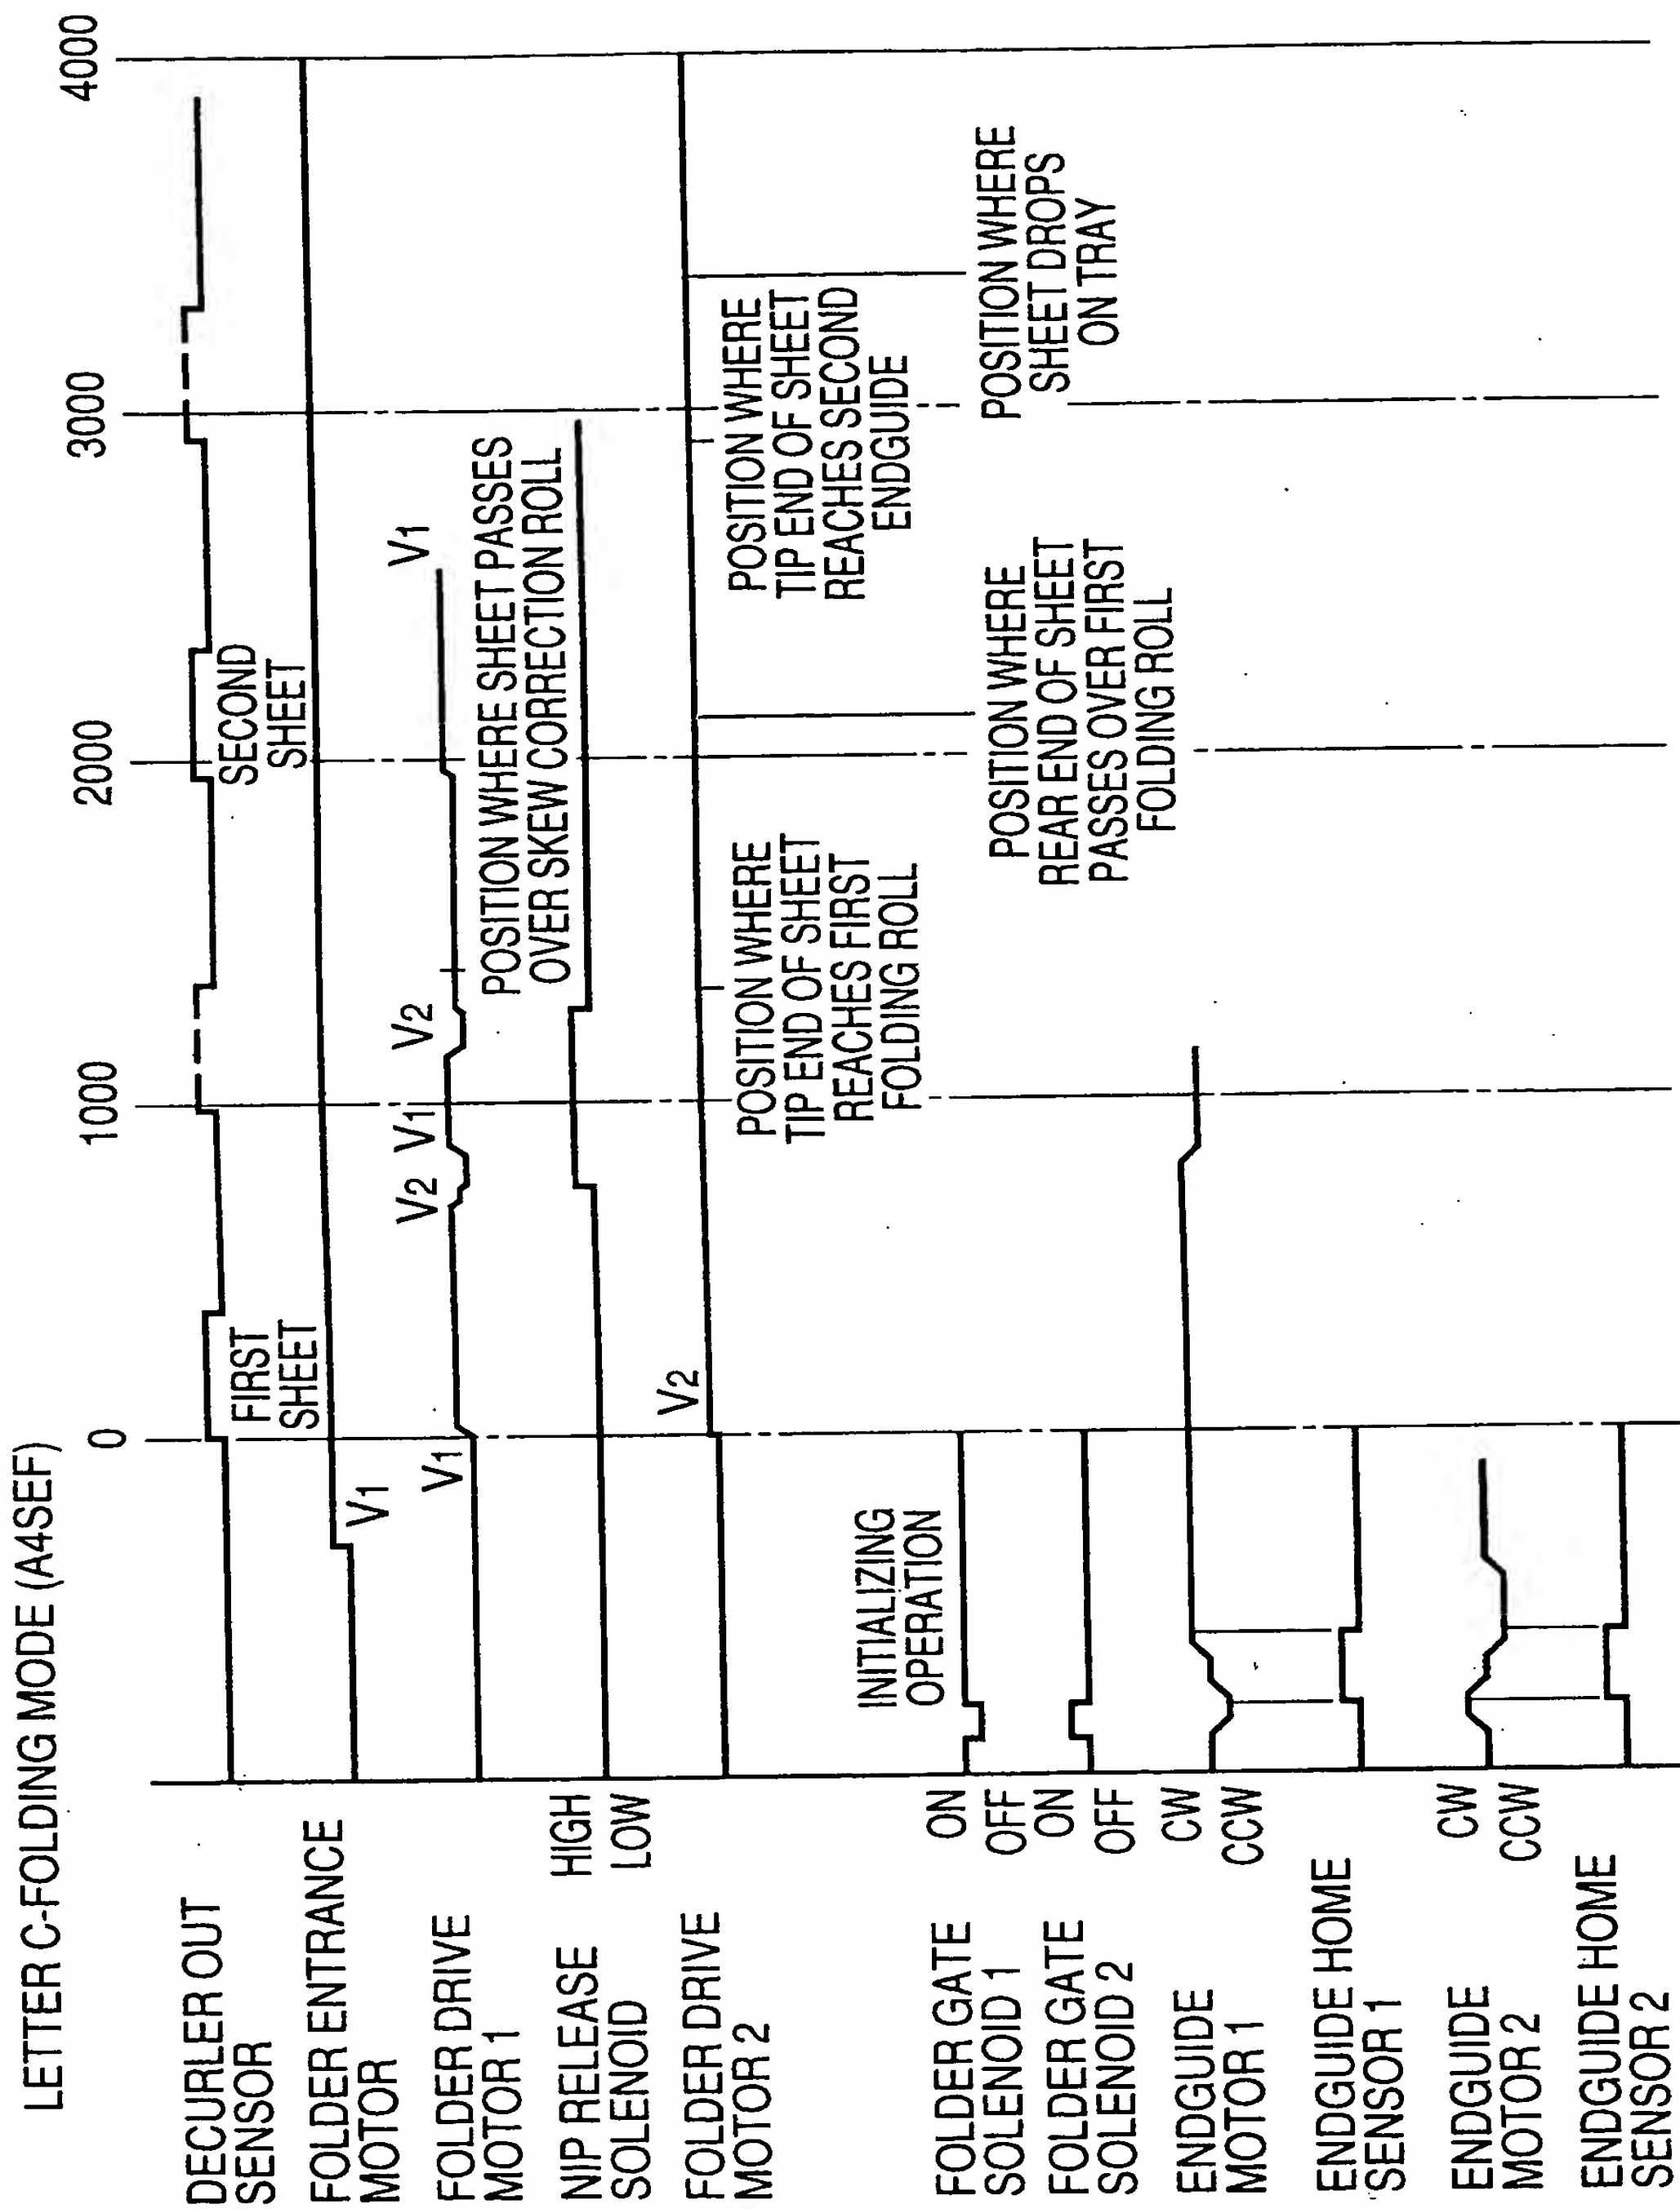 LETTER C-FOLDING MODE (A4SEF)
0
1000
2000
3000
4000
DECURLER OUT
SENSOR
FIRST
SHEET
SECOND
SHEET
FOLDER ENTRANCE
MOTOR
V1
FOLDER DRIVE
MOTOR 1
V1
V2
V1
V2
V1
POSITION WHERE SHEET PASSES
OVER SKEW CORRECTION ROLL
NIP RELEASE
SOLENOID
HIGH
LOW
FOLDER DRIVE
MOTOR 2
V2
POSITION WHERE
TIP END OF SHEET
REACHES FIRST
FOLDING ROLL
POSITION WHERE
TIP END OF SHEET
REACHES SECOND
ENDGUIDE
INITIALIZING
OPERATION
POSITION WHERE
REAR END OF SHEET
PASSES OVER FIRST
FOLDING ROLL
POSITION WHERE
SHEET DROPS
ON TRAY
FOLDER GATE
SOLENOID 1
ON
OFF
FOLDER GATE
SOLENOID 2
ON
OFF
ENDGUIDE
MOTOR 1
CW
CCW
ENDGUIDE HOME
SENSOR 1
ENDGUIDE
MOTOR 2
CW
CCW
ENDGUIDE HOME
SENSOR 2